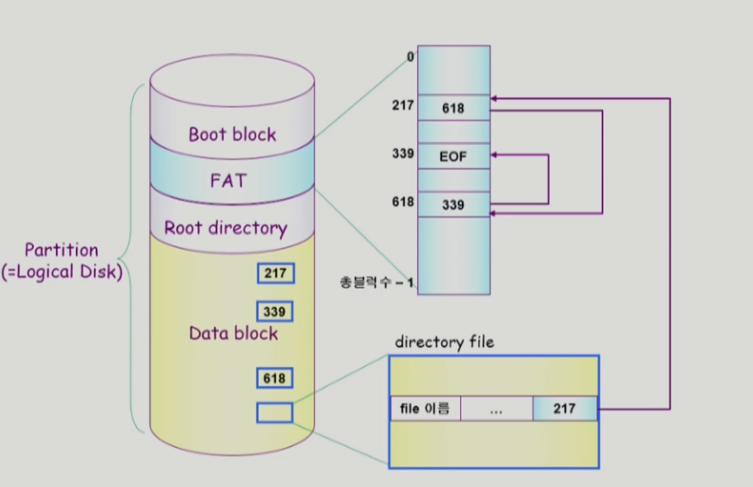 Partition
(=Logical Disk)
Boot block
FAT
Root directory
217
339
Data block
618
0
217
618
339
EOF
618
339
총블럭 수 – 1
directory file
file 이름
...
217